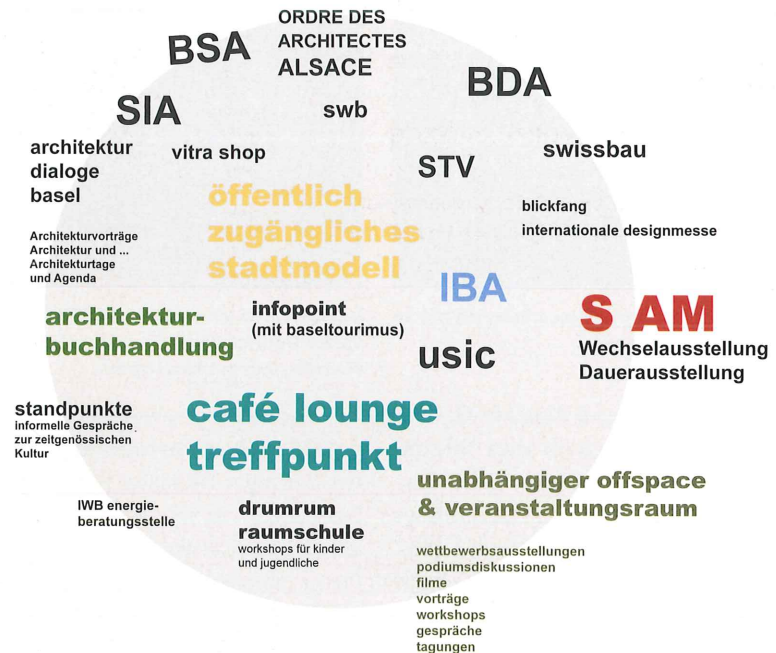 ORDRE DES
ARCHITECTES
ALSACE
BSA
BDA
SIA
swb
architektur
dialoge
basel
vitra shop
STV
swissbau
öffentlich
zugängliches
stadtmodell
blickfang
internationale designmesse
Architekturvorträge
Architektur und ...
Architekturtage
und Agenda
IBA
architektur-
buchhandlung
infopoint
(mit baseltourimus)
S AM
Wechselausstellung
Dauerausstellung
usic
standpunkte
informelle Gespräche
zur zeitgenössischen
Kultur
café lounge
treffpunkt
unabhängiger offspace
& veranstaltungsraum
IWB energie-
beratungsstelle
drumrum
raumschule
workshops für kinder
und jugendliche
wettbewerbsausstellungen
podiumsdiskussionen
filme
vorträge
workshops
gespräche
tagungen